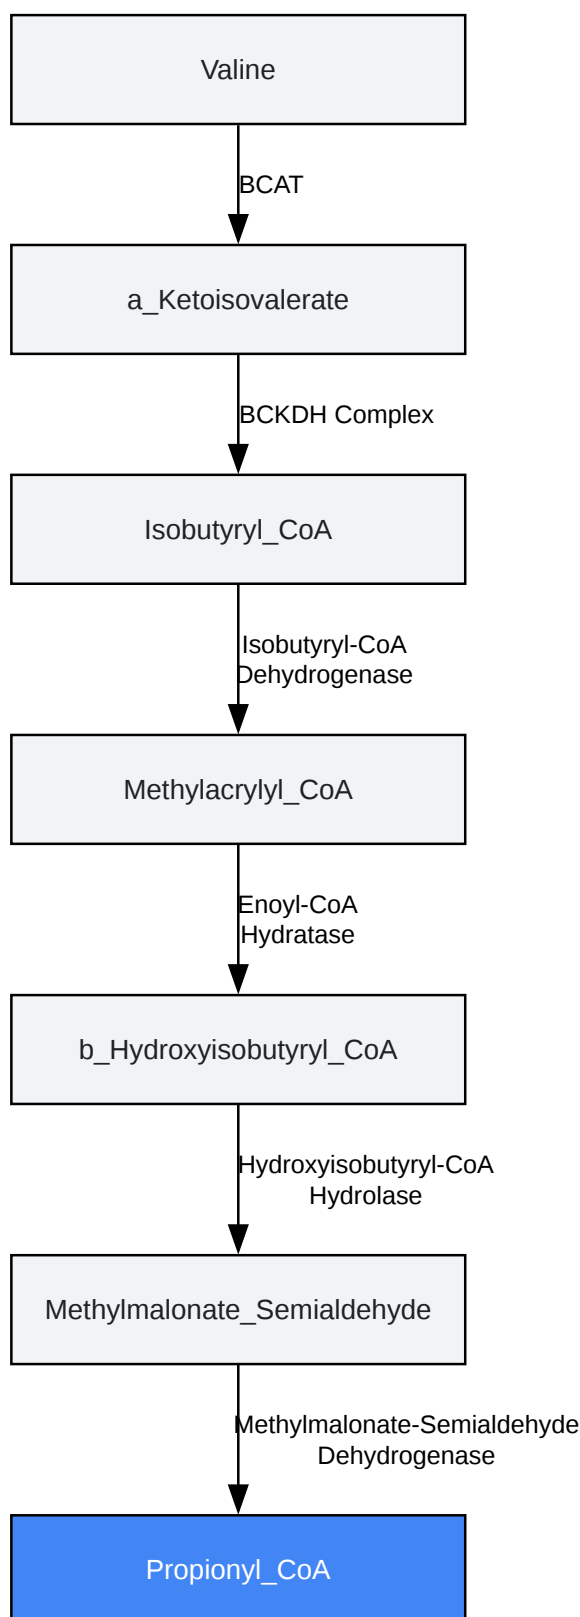 Valine
BCAT
a_Ketoisovalerate
BCKDH Complex
Isobutyryl_CoA
Isobutyryl-CoA
Dehydrogenase
Methylacrylyl_CoA
Enoyl-CoA
Hydratase
b_Hydroxyisobutyryl_CoA
Hydroxyisobutyryl-CoA
Hydrolase
Methylmalonate_Semialdehyde
Methylmalonate-Semialdehyde
Dehydrogenase
Propionyl_CoA